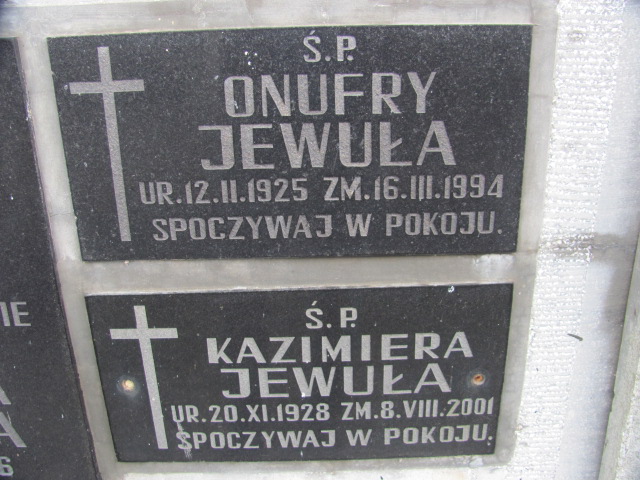 Ś.P.
ONUFRY
JEWUŁA
UR.12.II.1925 ZM.16.III.1994
SPOCZYWAJ W POKOJU.
Ś.P.
KAZIMIERA
JEWUŁA
UR.20.XI.1928 ZM.8.VIII.2001
SPOCZYWAJ W POKOJU.